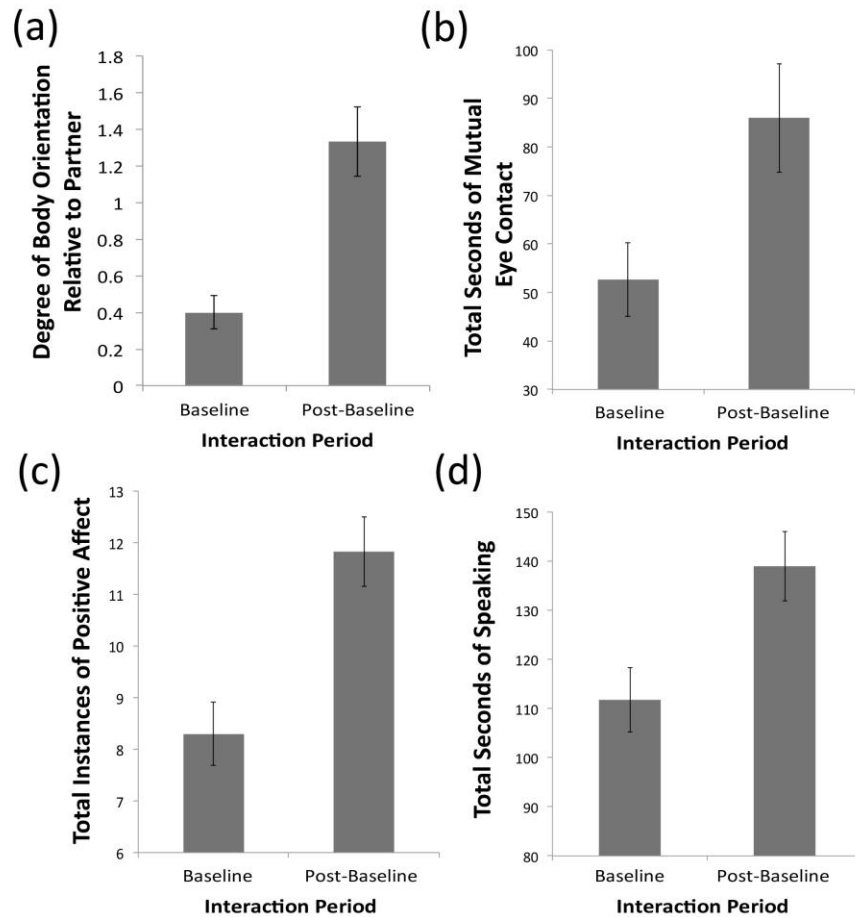 (a)
Degree of Body Orientation
Relative to Partner
1.8
1.6
1.4
1.2
1
0.8
0.6
0.4
0.2
0
Baseline Post-Baseline
Interaction Period
(b)
Total Seconds of Mutual
Eye Contact
100
90
80
70
60
50
40
30
Baseline Post-Baseline
Interaction Period
(c)
Total Instances of Positive Affect
13
12
11
10
9
8
7
6
Baseline Post-Baseline
Interaction Period
(d)
Total Seconds of Speaking
150
140
130
120
110
100
90
80
Baseline Post-Baseline
Interaction Period